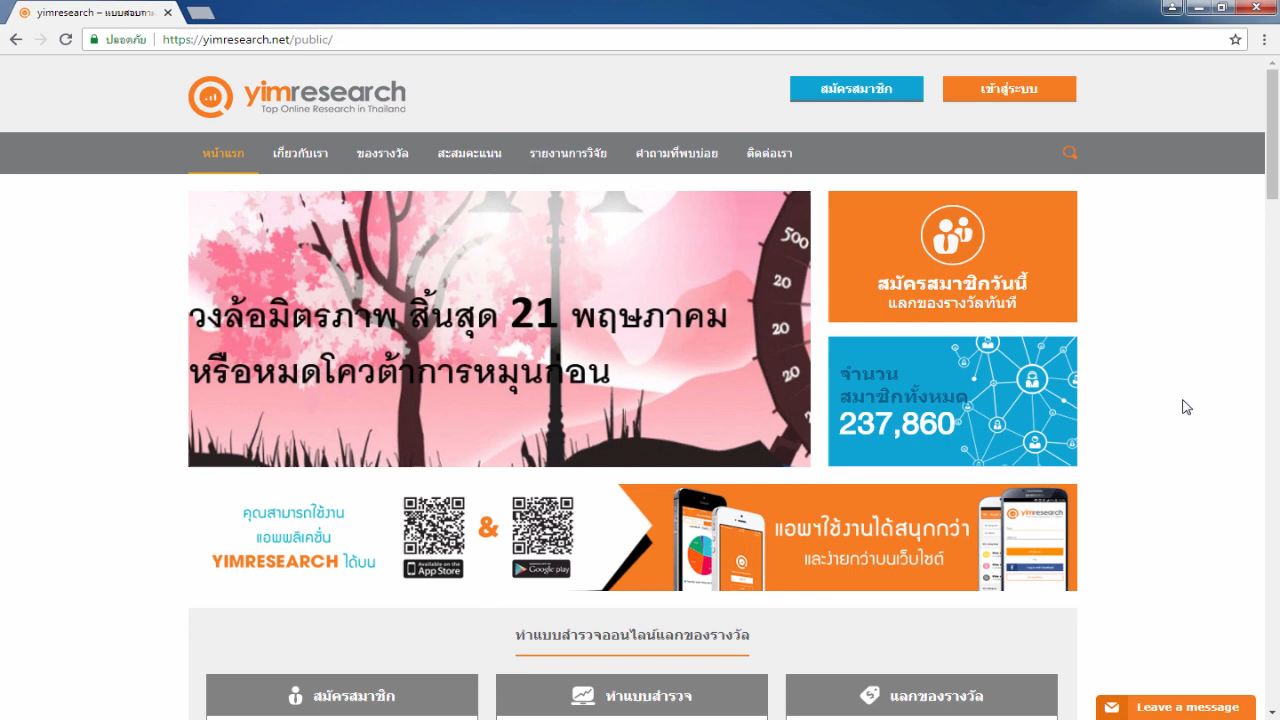 yimresearch – แบบสอบถาม
ปลอดภัย
https://yimresearch.net/public/
yimresearch
Top Online Research in Thailand
สมัครสมาชิก
เข้าสู่ระบบ
หน้าแรก
เกี่ยวกับเรา
ของรางวัล
สะสมคะแนน
รายงานการวิจัย
คำถามที่พบบ่อย
ติดต่อเรา
วงล้อมิตรภาพ สิ้นสุด 21 พฤษภาคม
หรือหมดโควต้าการหมุนก่อน
500
20
20
20
สมัครสมาชิกวันนี้
แลกของรางวัลทันที
จำนวน
สมาชิกทั้งหมด
237,860
คุณสามารถใช้งาน
แอพพลิเคชั่น
YIMRESEARCH ได้บน
Available on the
App Store
&
Google play
แอพฯใช้งานได้สนุกกว่า
และง่ายกว่าบนเว็บไซต์
yimresearch
ทำแบบสำรวจออนไลน์แลกของรางวัล
สมัครสมาชิก
ทำแบบสำรวจ
แลกของรางวัล
Leave a message